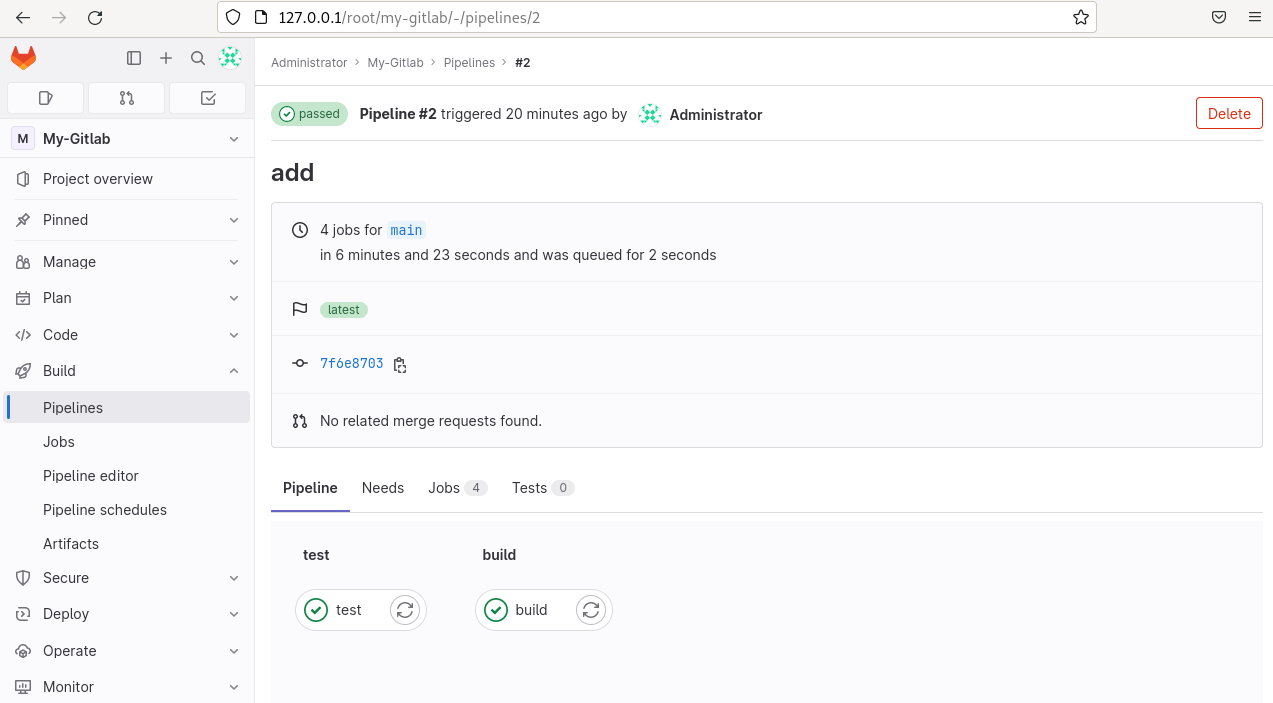 127.0.0.1/root/my-gitlab/-/pipelines/2
Administrator › My-Gitlab › Pipelines › #2
passed Pipeline #2 triggered 20 minutes ago by Administrator Delete
M My-Gitlab
Project overview
Pinned
Manage
Plan
Code
Build
Pipelines
Jobs
Pipeline editor
Pipeline schedules
Artifacts
Secure
Deploy
Operate
Monitor
add
4 jobs for main
in 6 minutes and 23 seconds and was queued for 2 seconds
latest
7f6e8703
No related merge requests found.
Pipeline Needs Jobs 4 Tests 0
test build
test build